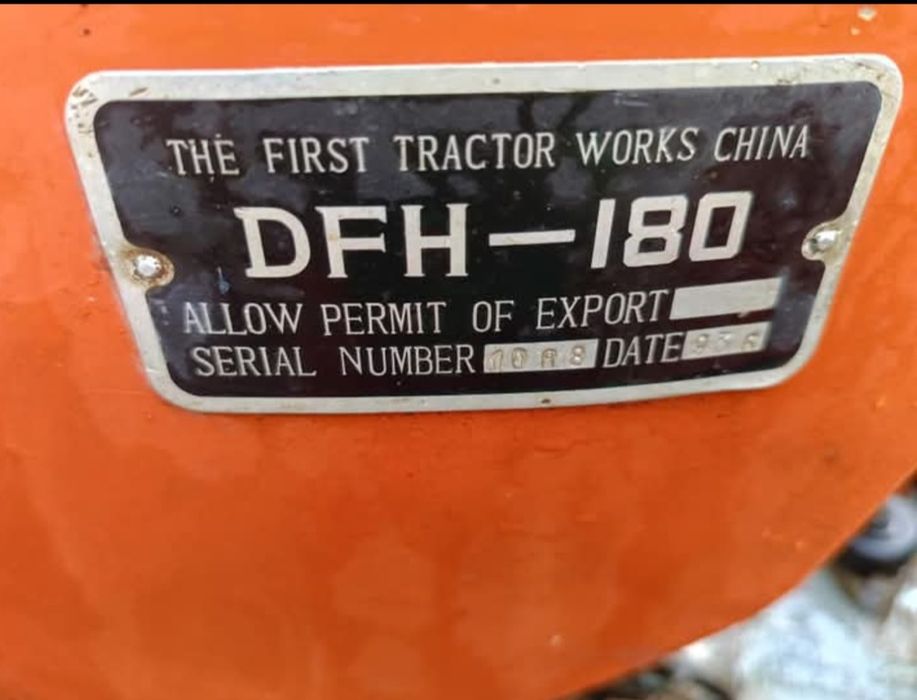 THE FIRST TRACTOR WORKS CHINA
DFH-180
ALLOW PERMIT OF EXPORT
SERIAL NUMBER DATE